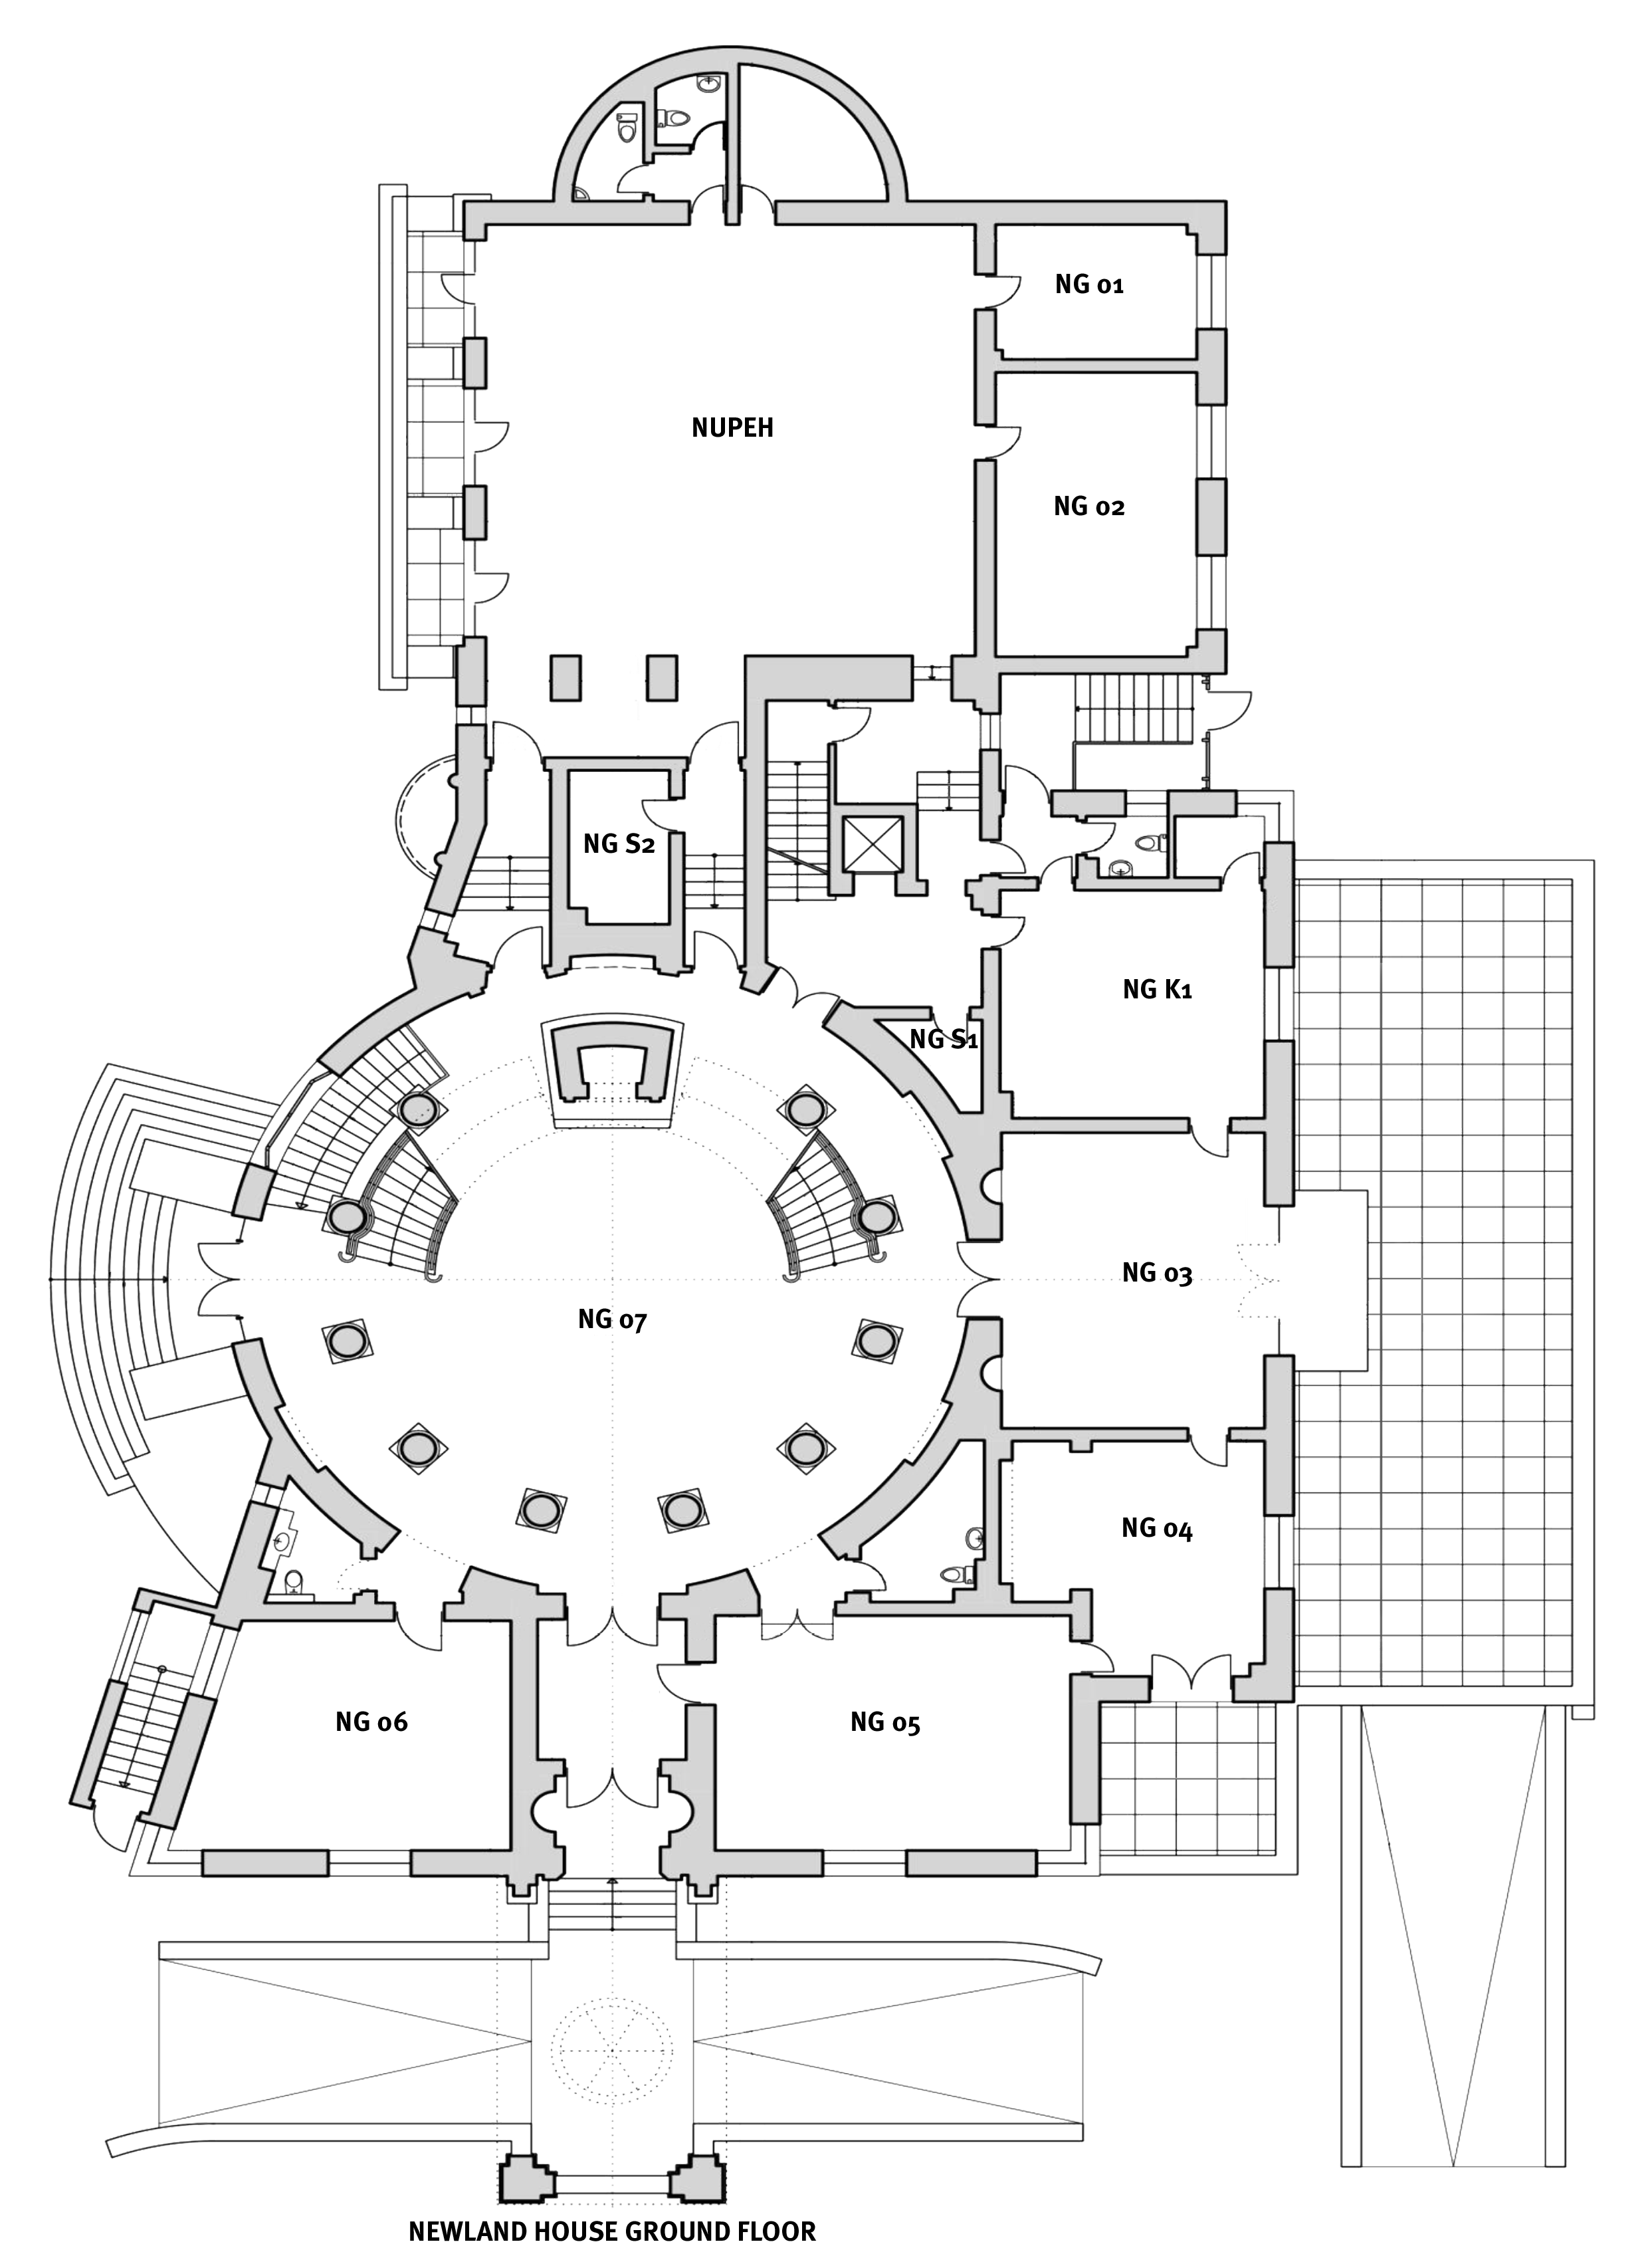 NG 01
NUPEH
NG 02
NG S2
NG K1
NG S1
NG 03
NG 07
NG 04
NG 06
NG 05
NEWLAND HOUSE GROUND FLOOR